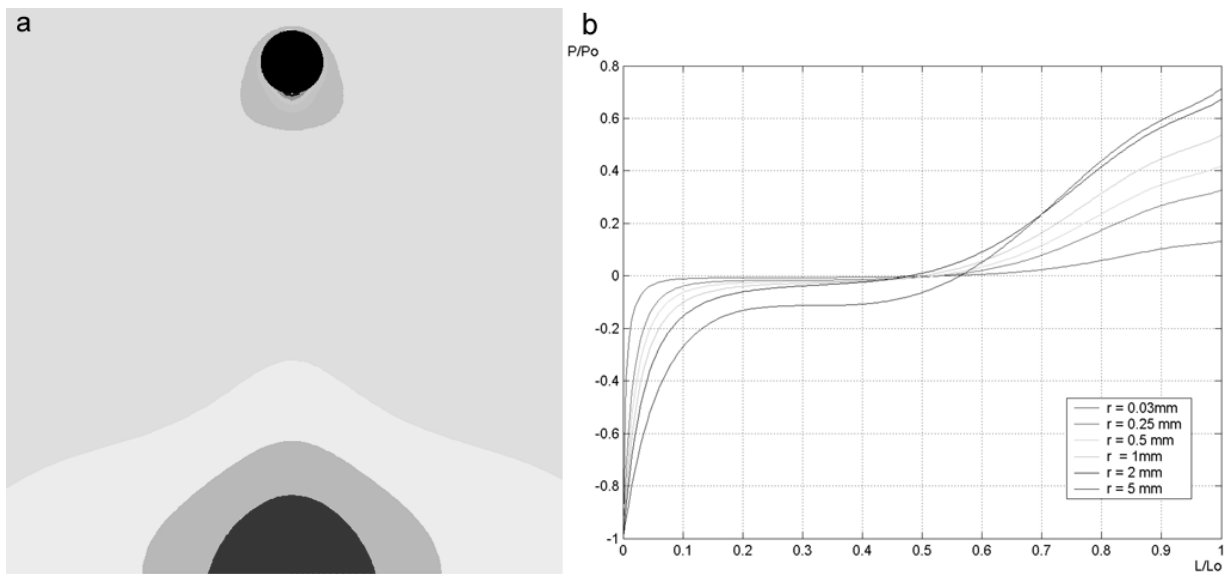 a
b
P/Po
0.8
0.6
0.4
0.2
0
-0.2
-0.4
-0.6
-0.8
-1
r = 0.03mm
r = 0.25 mm
r = 0.5 mm
r = 1mm
r = 2 mm
r = 5 mm
0 0.1 0.2 0.3 0.4 0.5 0.6 0.7 0.8 0.9 1
L/Lo